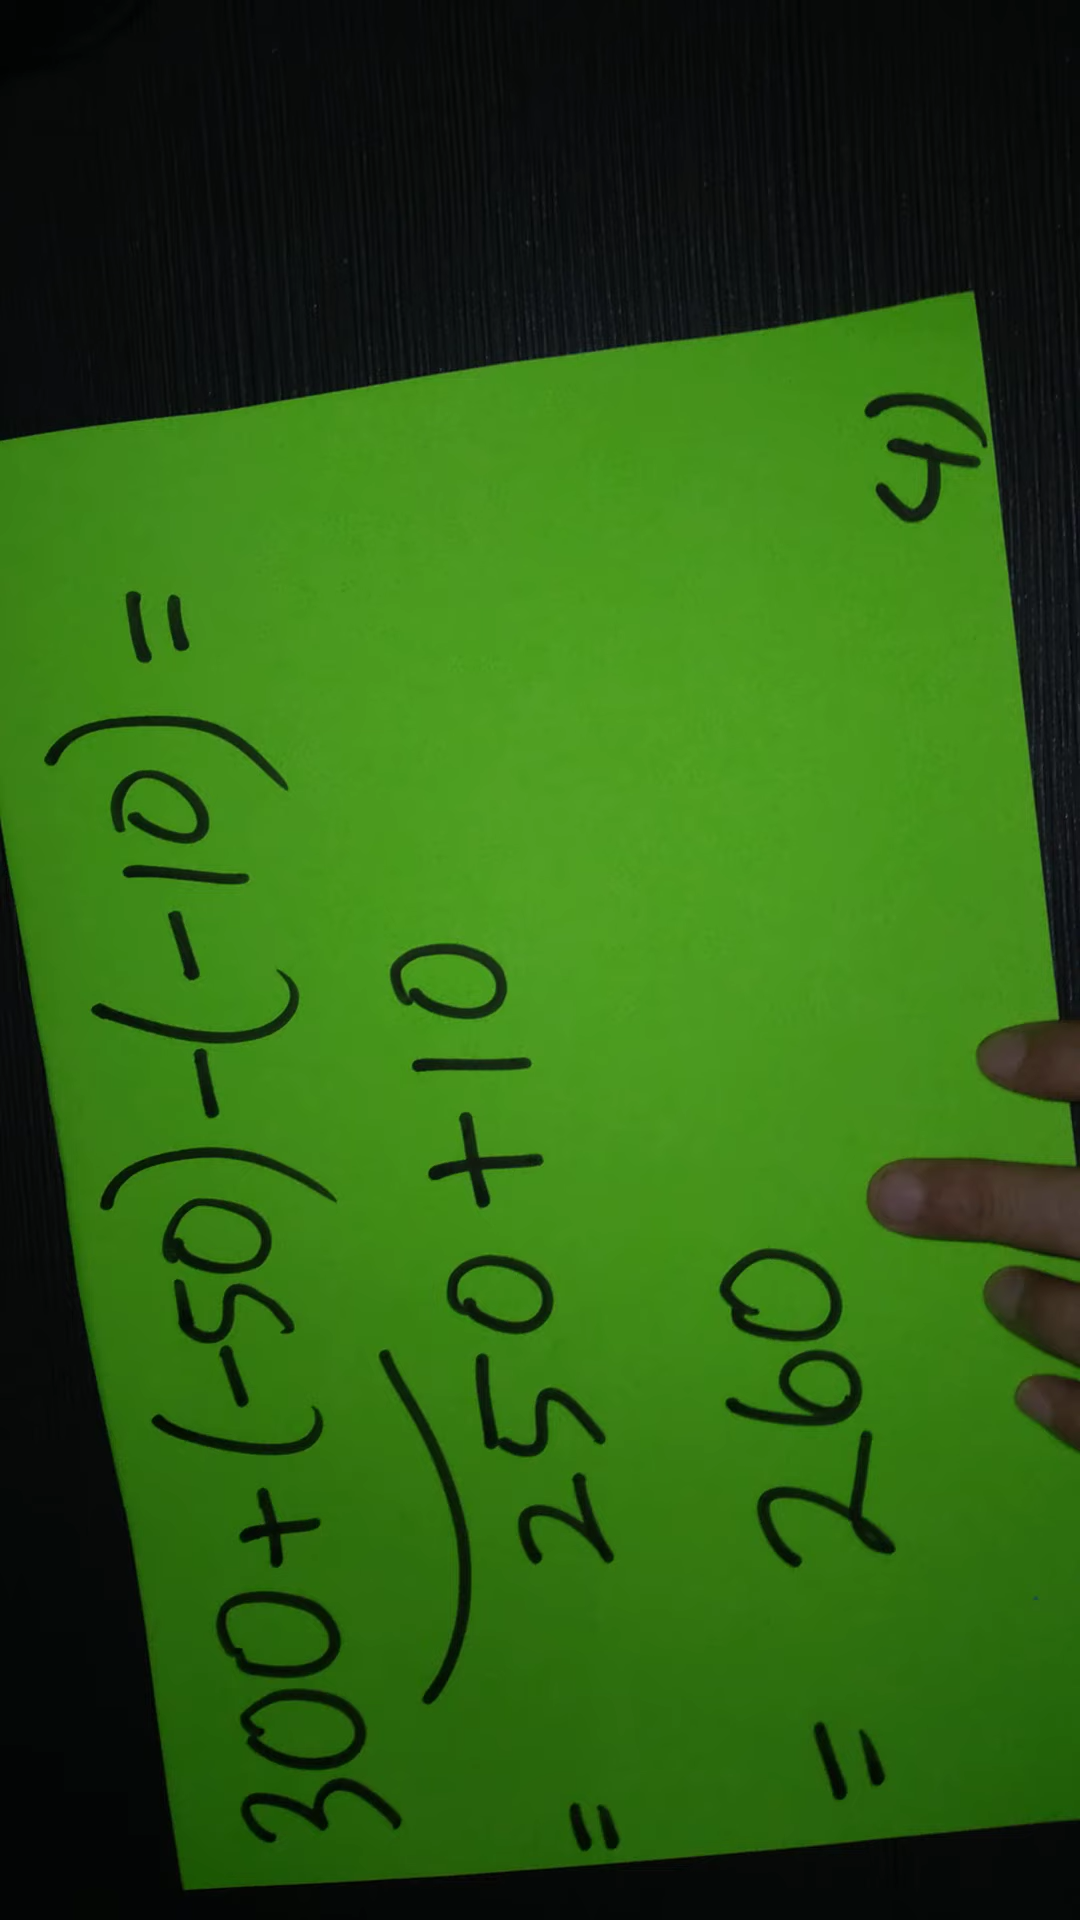 300+(-50)-(-10)=
= 250+10
= 260
4)